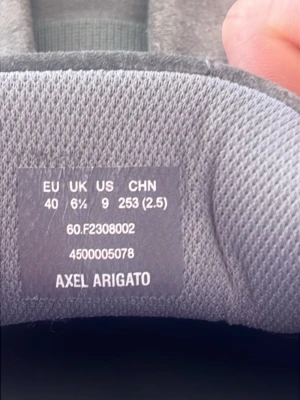 EU UK US CHN
40 6½ 9 253 (2.5)
60.F2308002
4500005078
AXEL ARIGATO